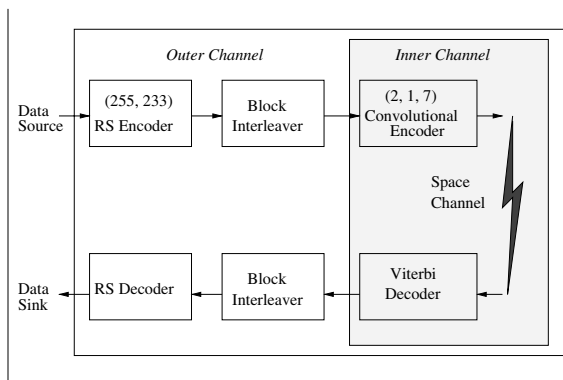 Outer Channel
Inner Channel
Data
Source
(255, 233)
RS Encoder
Block
Interleaver
(2, 1, 7)
Convolutional
Encoder
Space
Channel
Data
Sink
RS Decoder
Block
Interleaver
Viterbi
Decoder